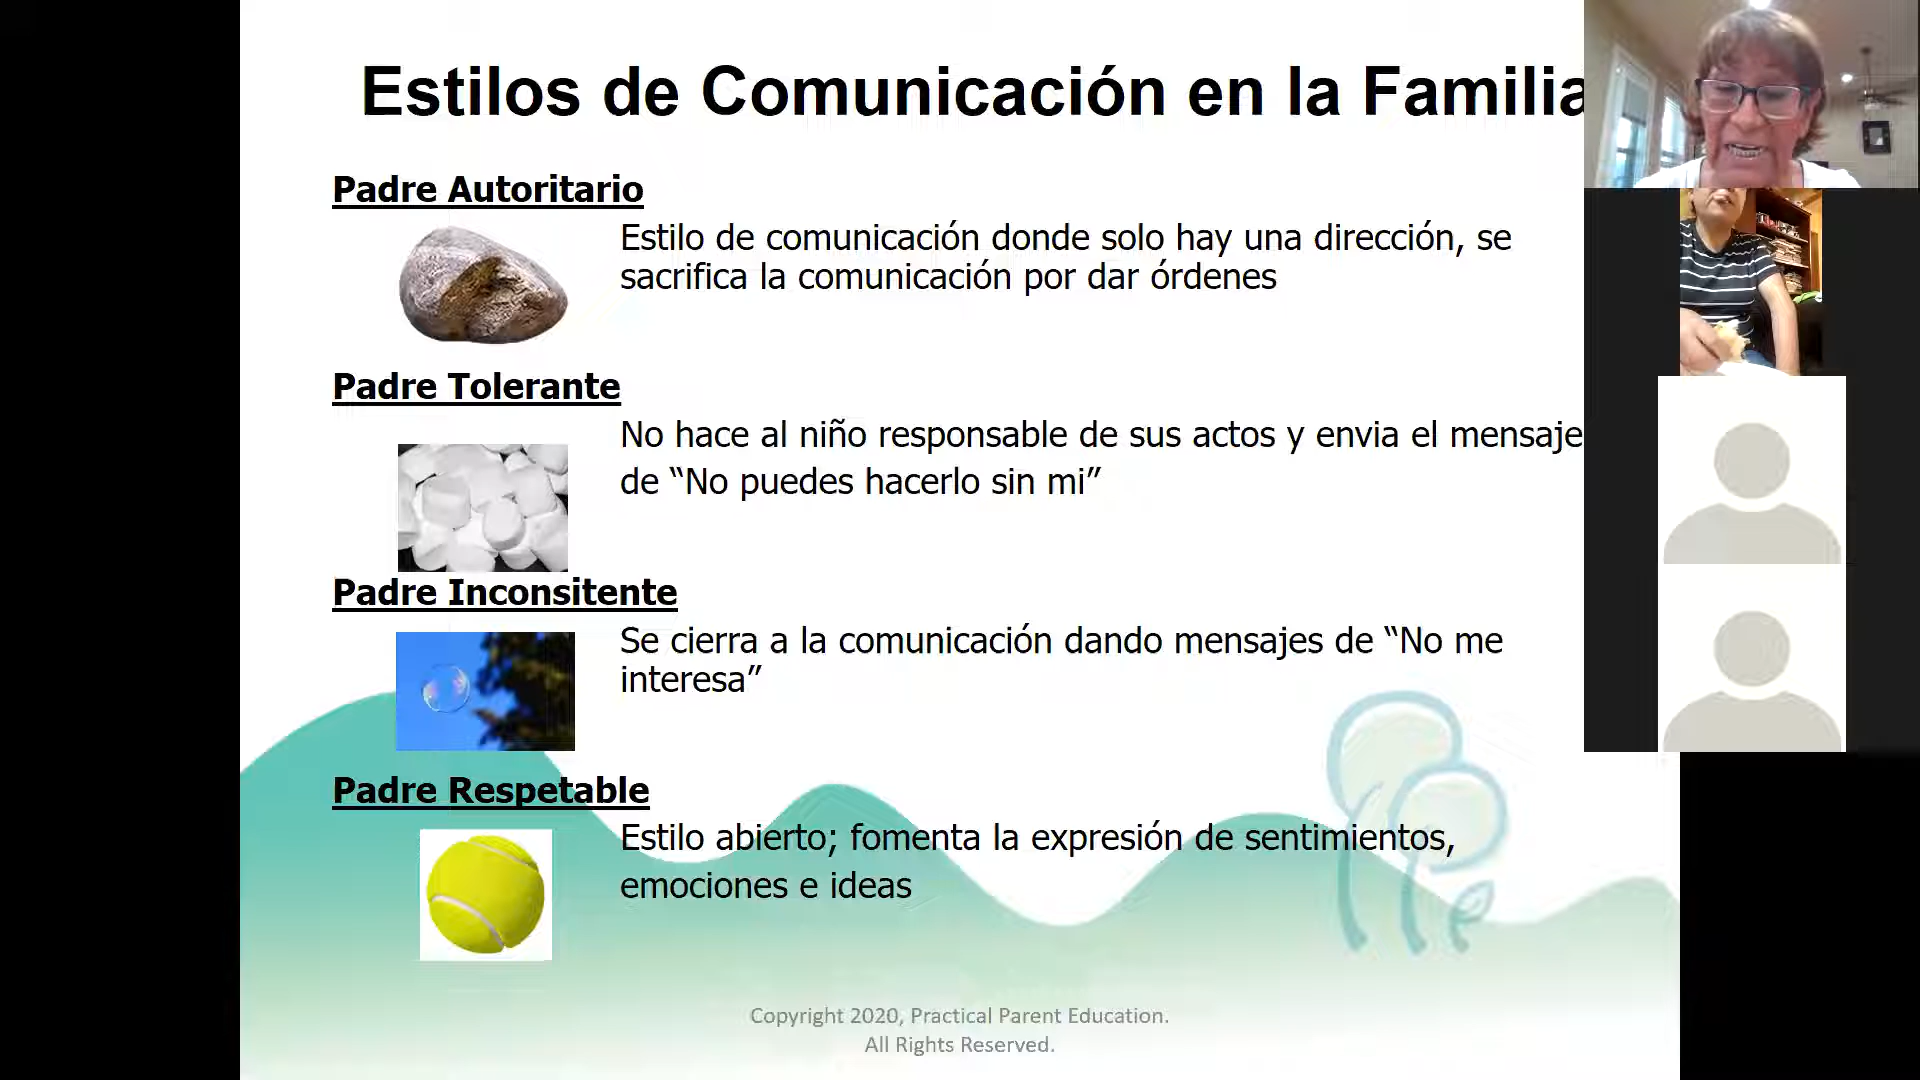 Estilos de Comunicación en la Familia
Padre Autoritario
Estilo de comunicación donde solo hay una dirección, se
sacrifica la comunicación por dar órdenes
Padre Tolerante
No hace al niño responsable de sus actos y envia el mensaje
de “No puedes hacerlo sin mi”
Padre Inconsitente
Se cierra a la comunicación dando mensajes de “No me
interesa”
Padre Respetable
Estilo abierto; fomenta la expresión de sentimientos,
emociones e ideas
Copyright 2020, Practical Parent Education.
All Rights Reserved.